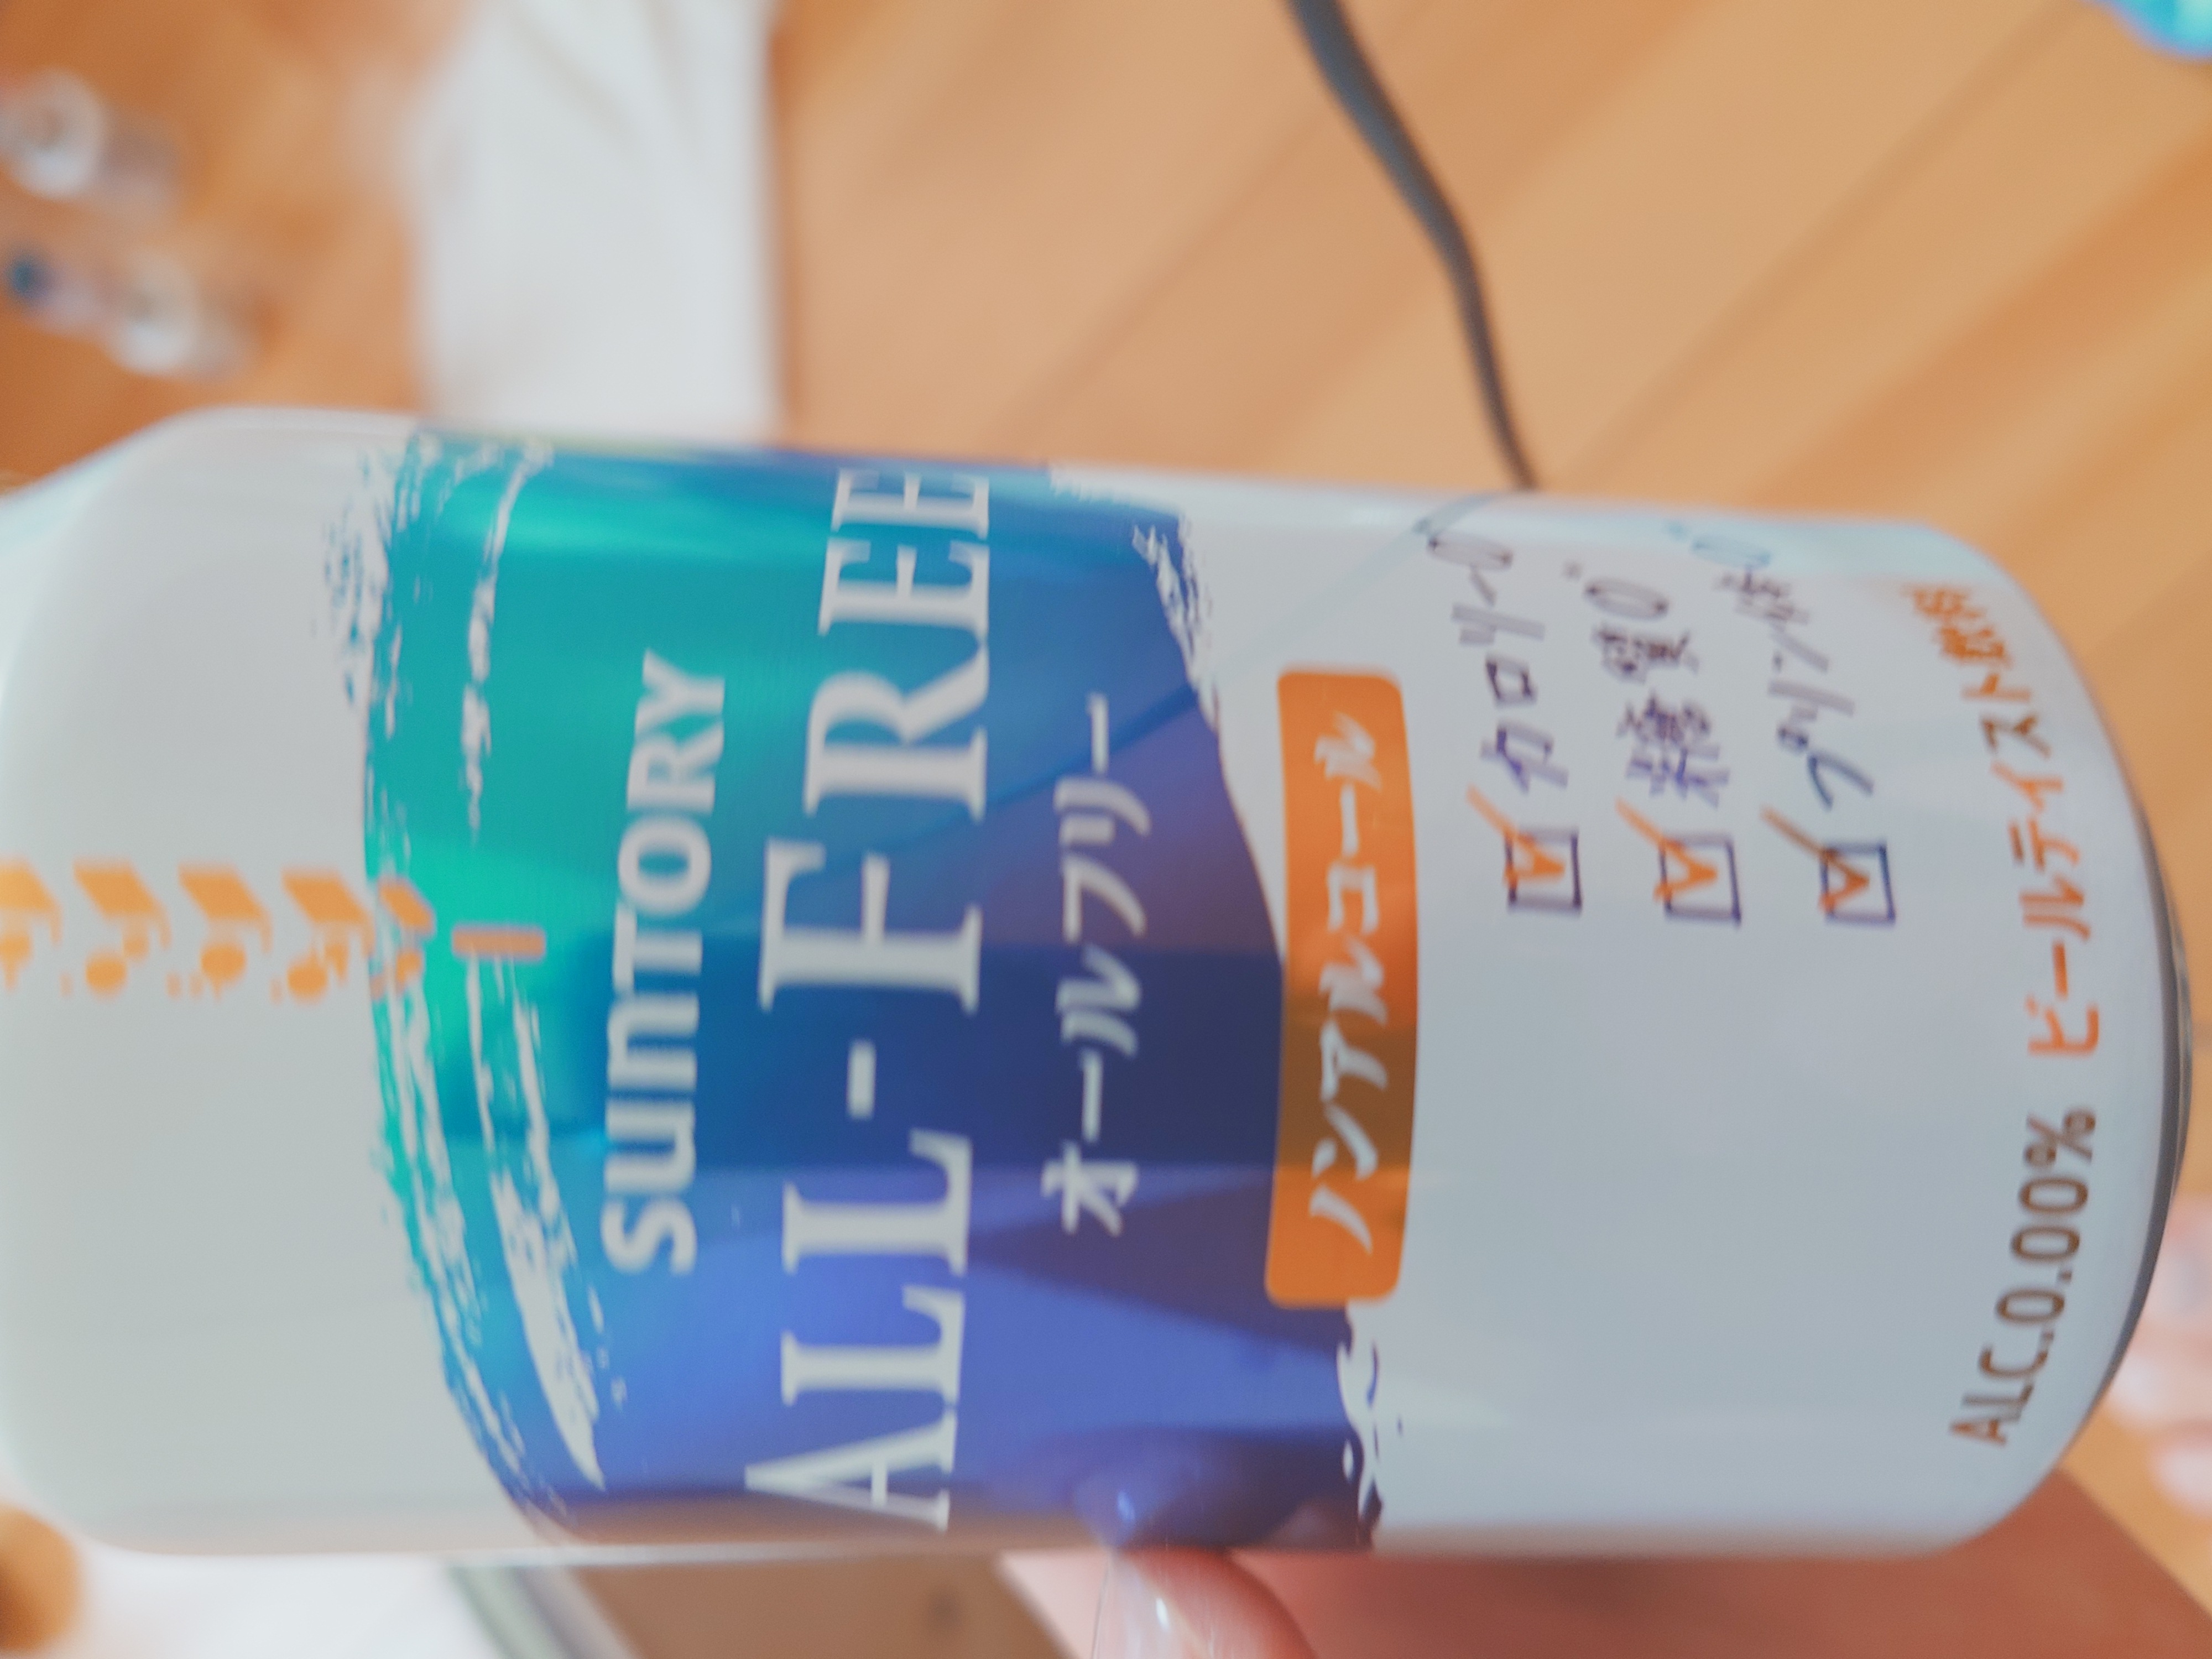 SUNTORY
ALL-FREE
オールフリー
ノンアルコール
カロリー0
糖質0
プリン体0
ALC.0.00% ビールテイスト飲料